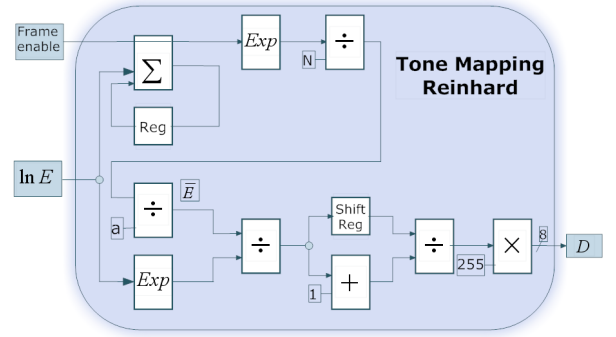 Frame
enable
Exp
÷
N
Tone Mapping
Reinhard
∑
Reg
ln E
÷
E̅
a
Exp
÷
Shift
Reg
+
1
÷
255
×
8
D